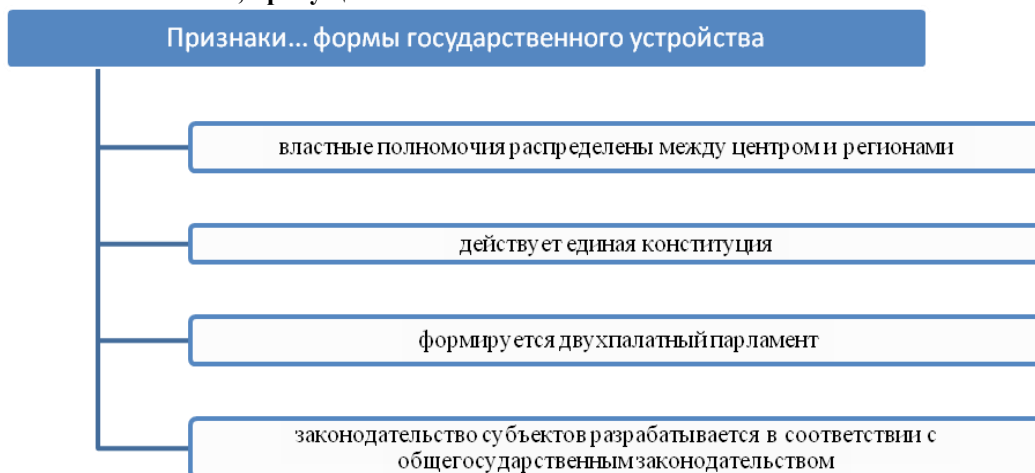 Признаки... формы государственного устройства
властные полномочия распределены между центром и регионами
действует единая конституция
формируется двухпалатный парламент
законодательство субъектов разрабатывается в соответствии с
общегосударственным законодательством